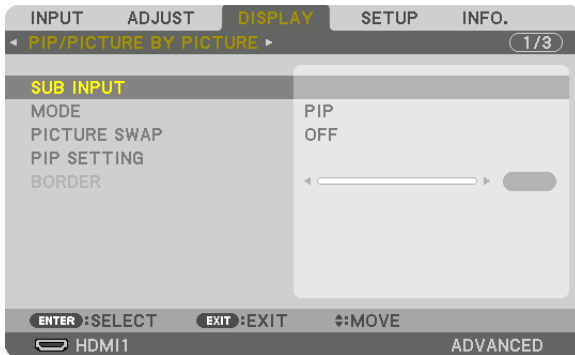 INPUT ADJUST DISPLAY SETUP INFO.
PIP/PICTURE BY PICTURE 1/3
SUB INPUT
MODE PIP
PICTURE SWAP OFF
PIP SETTING
BORDER
ENTER :SELECT EXIT :EXIT :MOVE
HDMI1 ADVANCED